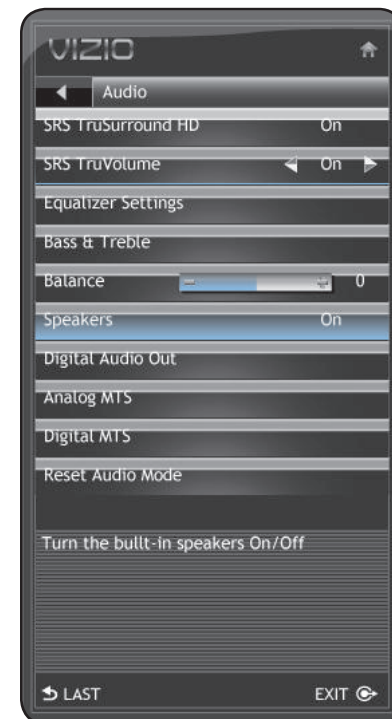 VIZIO
Audio
SRS TruSurround HD On
SRS TruVolume On
Equalizer Settings
Bass & Treble
Balance 0
Speakers On
Digital Audio Out
Analog MTS
Digital MTS
Reset Audio Mode
Turn the bullt-in speakers On/Off
LAST EXIT